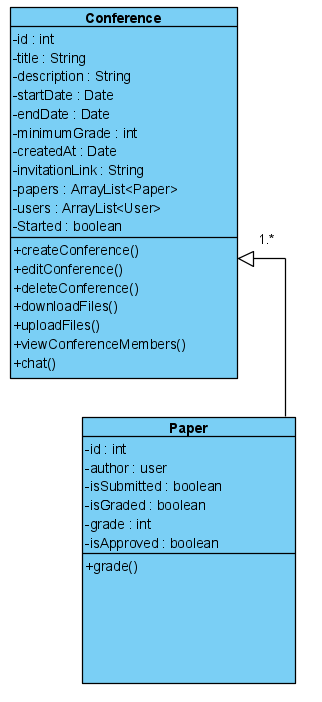 Conference
-id : int
-title : String
-description : String
-startDate : Date
-endDate : Date
-minimumGrade : int
-createdAt : Date
-invitationLink : String
-papers : ArrayList<Paper>
-users : ArrayList<User>
-Started : boolean
+createConference()
+editConference()
+deleteConference()
+downloadFiles()
+uploadFiles()
+viewConferenceMembers()
+chat()
1.*
Paper
-id : int
-author : user
-isSubmitted : boolean
-isGraded : boolean
-grade : int
-isApproved : boolean
+grade()